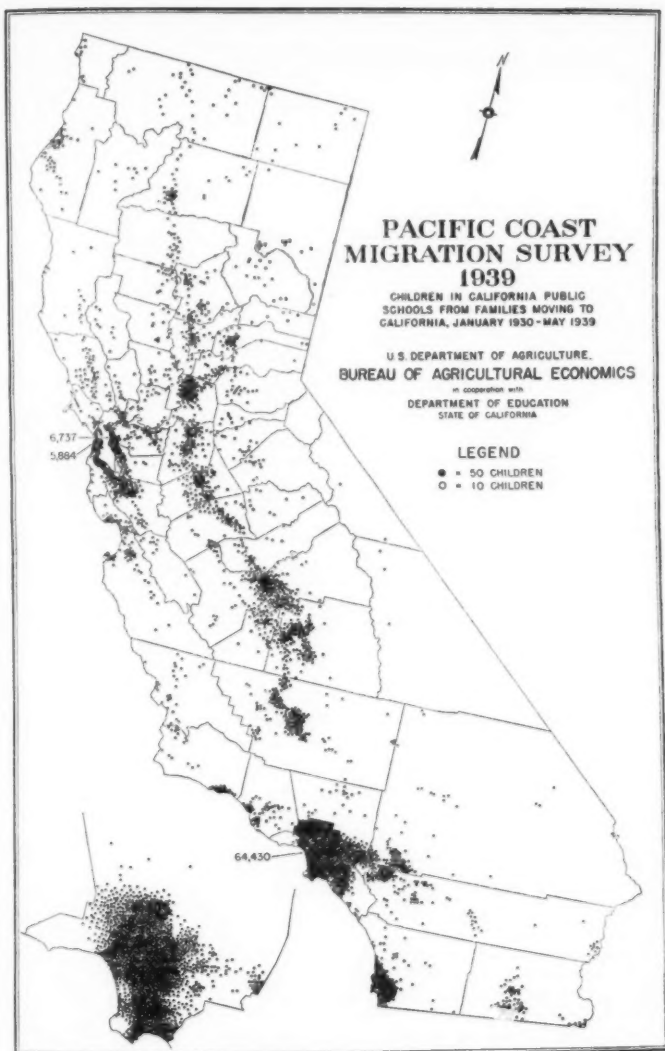 N
PACIFIC COAST
MIGRATION SURVEY
1939
CHILDREN IN CALIFORNIA PUBLIC
SCHOOLS FROM FAMILIES MOVING TO
CALIFORNIA, JANUARY 1930-MAY 1939
U.S. DEPARTMENT OF AGRICULTURE,
BUREAU OF AGRICULTURAL ECONOMICS
in cooperation with
DEPARTMENT OF EDUCATION
STATE OF CALIFORNIA
LEGEND
● = 50 CHILDREN
○ = 10 CHILDREN
6,737
5,884
64,430